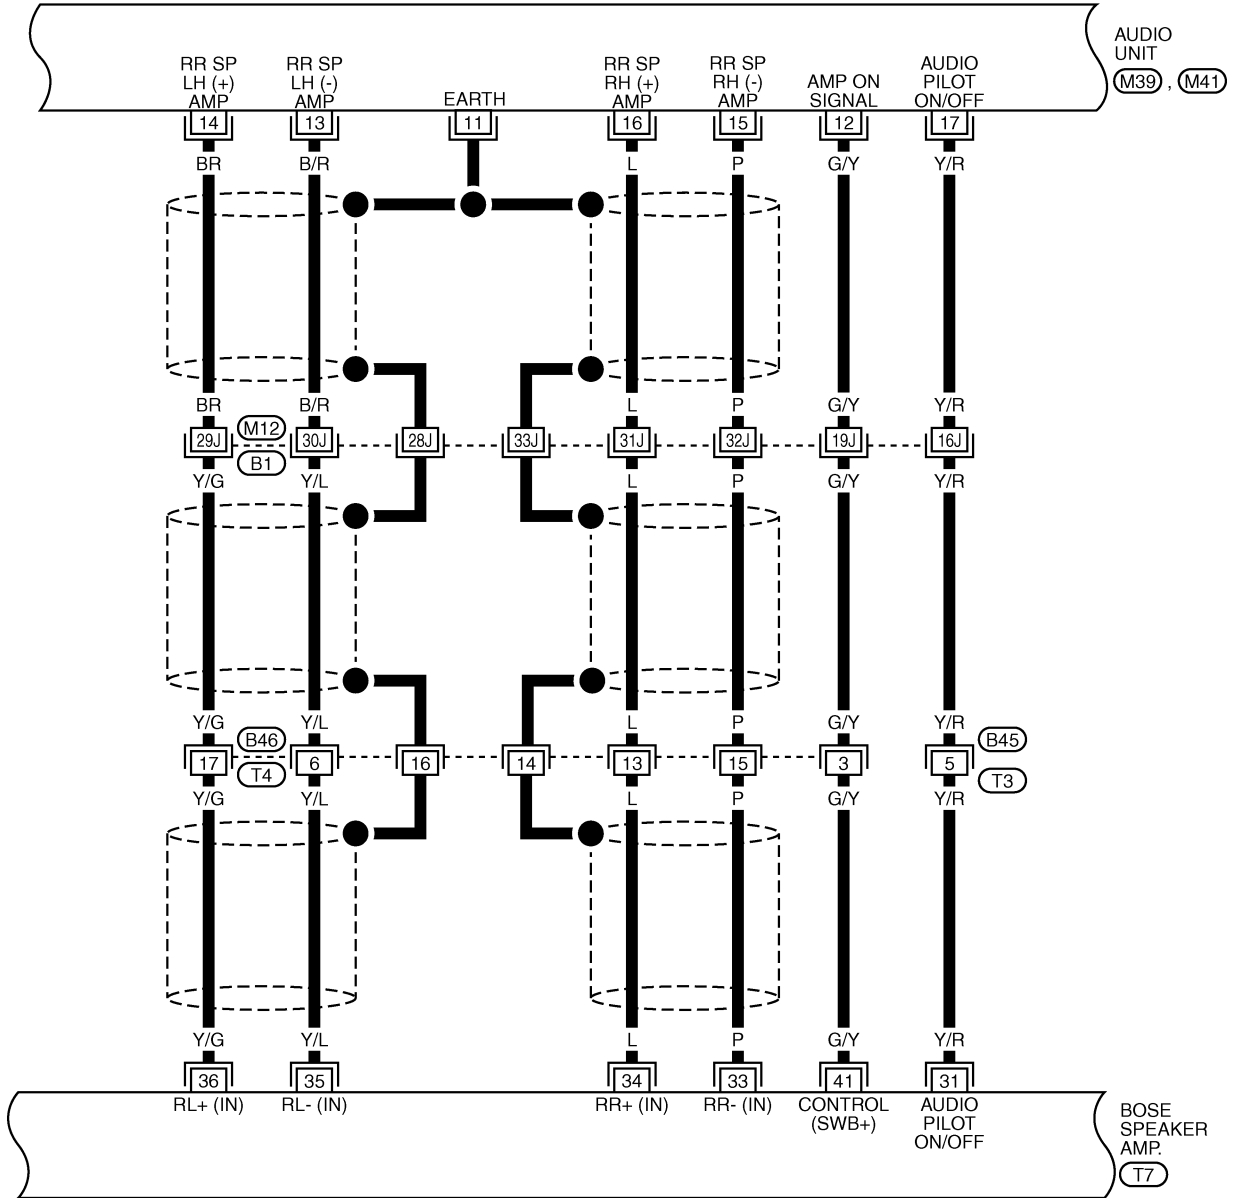 AUDIO
UNIT
M39 , M41
RR SP
LH (+)
AMP
RR SP
LH (-)
AMP
EARTH
RR SP
RH (+)
AMP
RR SP
RH (-)
AMP
AMP ON
SIGNAL
AUDIO
PILOT
ON/OFF
14 13 11 16 15 12 17
BR B/R L P G/Y Y/R
BR B/R L P G/Y Y/R
M12
29J 30J 28J 33J 31J 32J 19J 16J
B1
Y/G Y/L L P G/Y Y/R
Y/G Y/L L P G/Y Y/R
B46 B45
17 6 16 14 13 15 3 5
T4 T3
Y/G Y/L L P G/Y Y/R
Y/G Y/L L P G/Y Y/R
36 35 34 33 41 31
RL+ (IN) RL- (IN) RR+ (IN) RR- (IN)
CONTROL
(SWB+)
AUDIO
PILOT
ON/OFF
BOSE
SPEAKER
AMP.
T7